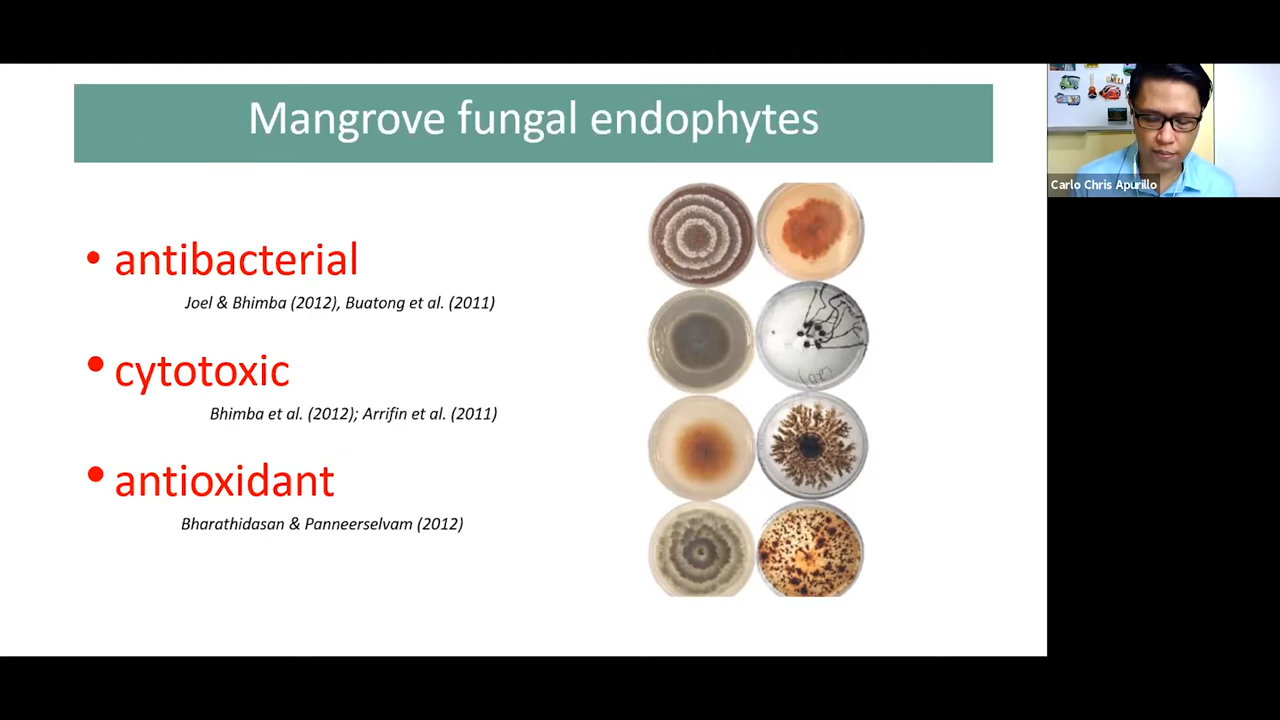 Mangrove fungal endophytes
• antibacterial
Joel & Bhimba (2012), Buatong et al. (2011)
• cytotoxic
Bhimba et al. (2012); Arrifin et al. (2011)
• antioxidant
Bharathidasan & Panneerselvam (2012)
Carlo Chris Apurillo